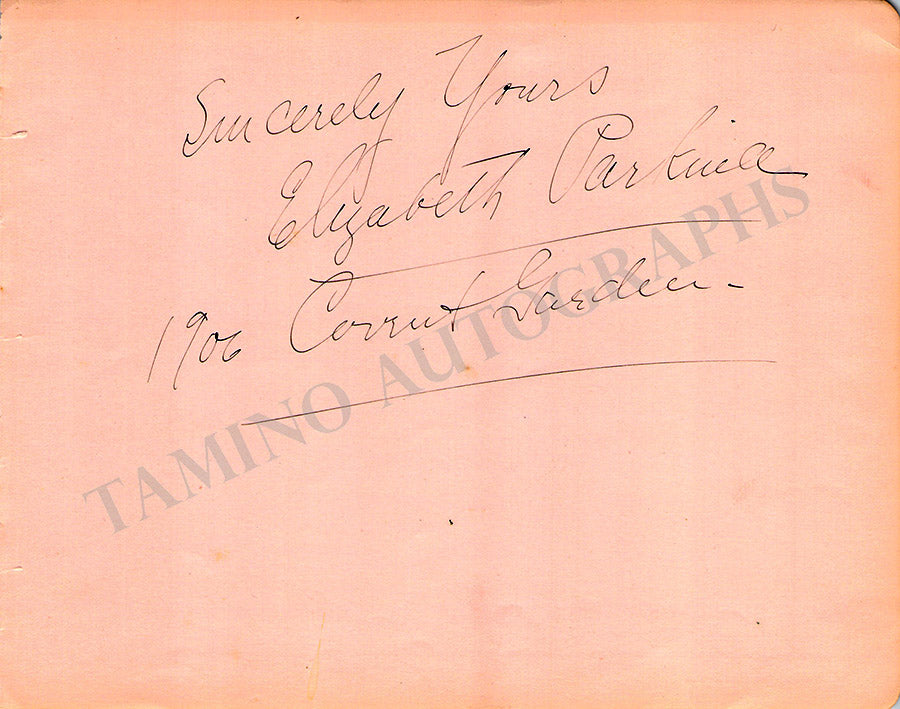 Sincerely Yours
Elizabeth Parkina
1906 Covent Garden -
TAMINO AUTOGRAPHS